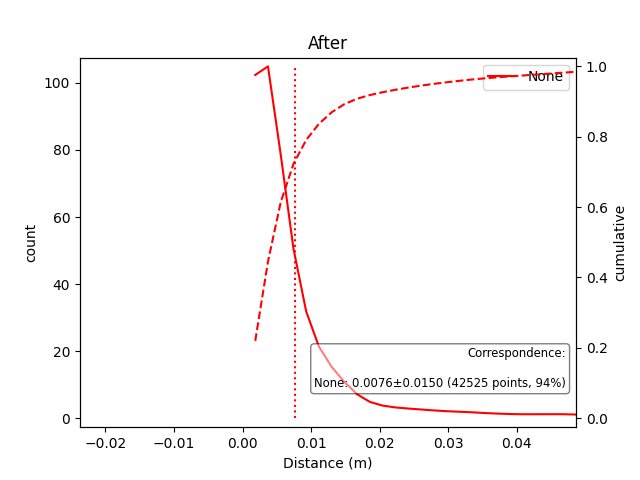 After
None
100
80
60
40
20
0
count
1.0
0.8
0.6
0.4
0.2
0.0
cumulative
Correspondence:
None: 0.0076±0.0150 (42525 points, 94%)
−0.02
−0.01
0.00
0.01
0.02
0.03
0.04
Distance (m)